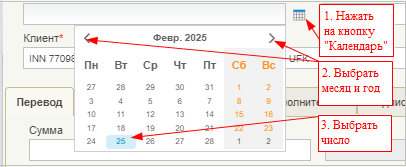 1. Нажать
на кнопку
"Календарь"
Февр. 2025
Клиент*
INN 77098
UFK
Пн Вт Ср Чт Пт Сб Вс
27 28 29 30 31 1 2
3 4 5 6 7 8 9
10 11 12 13 14 15 16
17 18 19 20 21 22 23
24 25 26 27 28 1 2
2. Выбрать
месяц и год
Перевод
3. Выбрать
число
Сумма